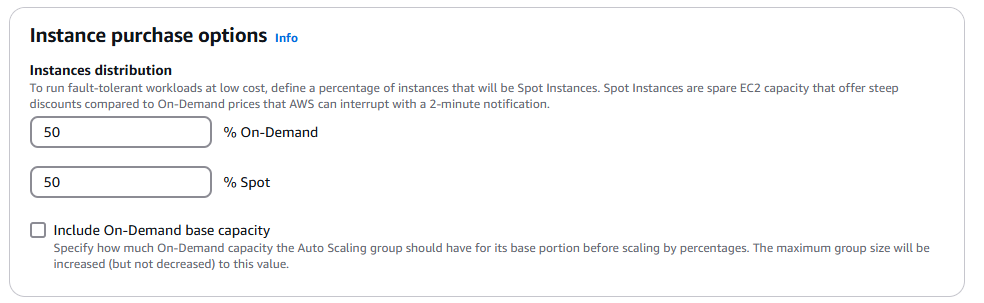 Instance purchase options Info
Instances distribution
To run fault-tolerant workloads at low cost, define a percentage of instances that will be Spot Instances. Spot Instances are spare EC2 capacity that offer steep
discounts compared to On-Demand prices that AWS can interrupt with a 2-minute notification.
50 % On-Demand
50 % Spot
Include On-Demand base capacity
Specify how much On-Demand capacity the Auto Scaling group should have for its base portion before scaling by percentages. The maximum group size will be
increased (but not decreased) to this value.